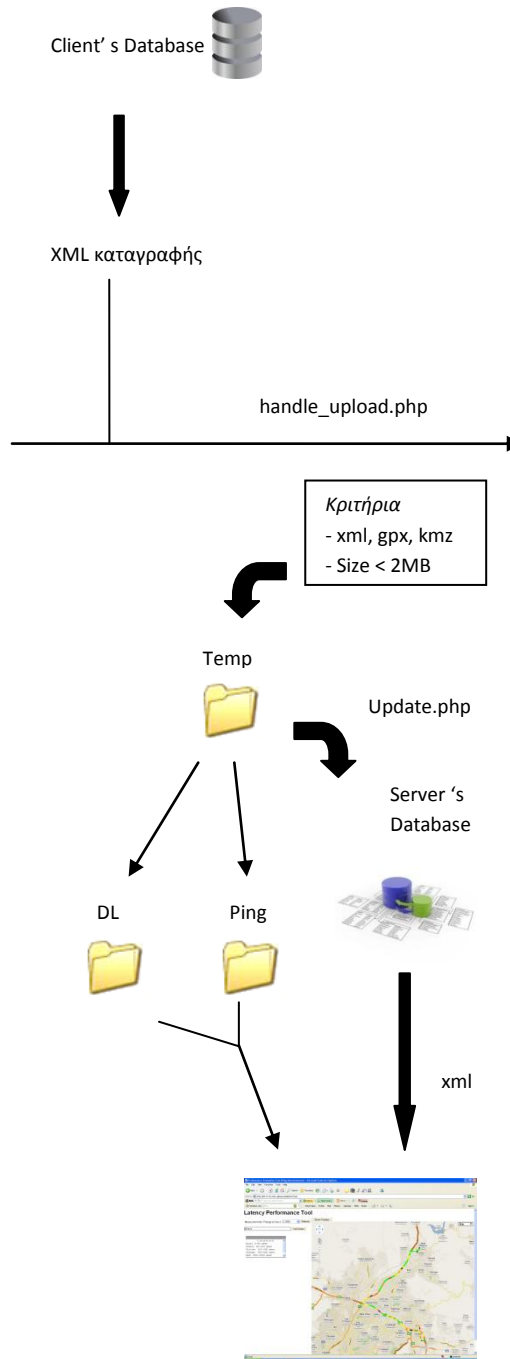 Client' s Database
XML καταγραφής
handle_upload.php
Κριτήρια
- xml, gpx, kmz
- Size < 2MB
Temp
Update.php
Server ‘s
Database
DL
Ping
xml
Latency Performance Tool